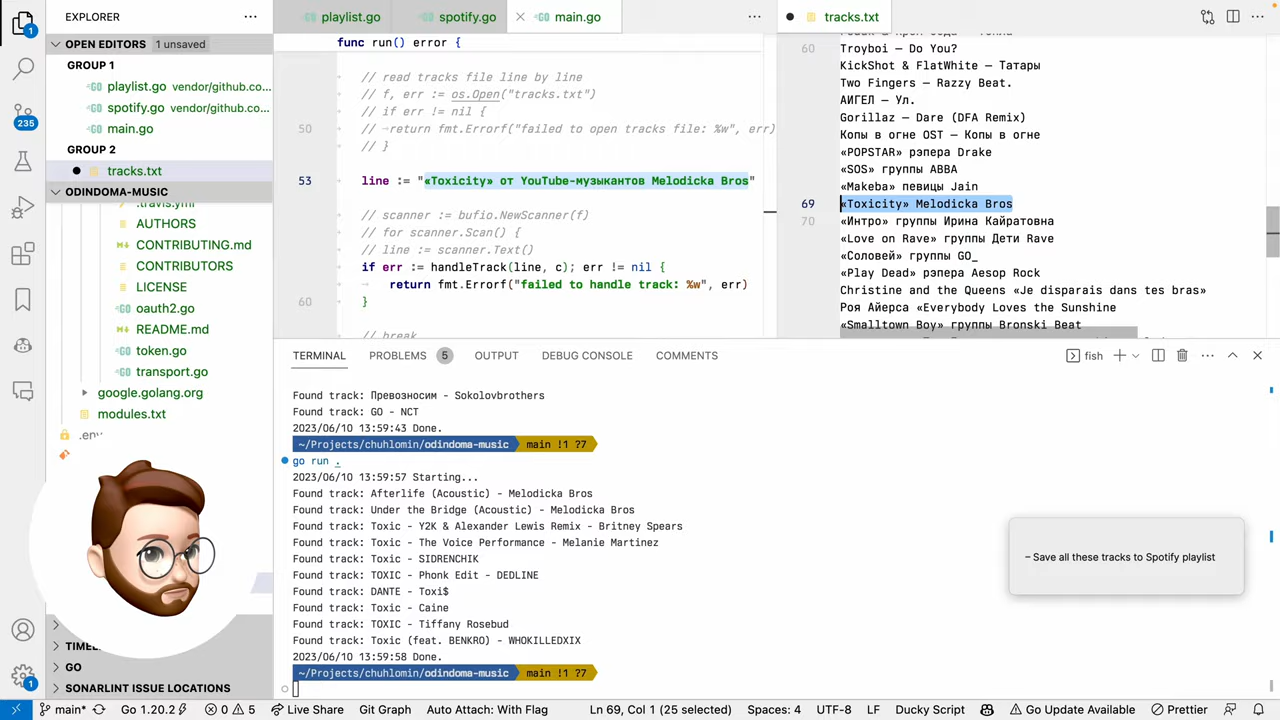 EXPLORER
OPEN EDITORS 1 unsaved
GROUP 1
playlist.go vendor/github.co...
spotify.go vendor/github.co...
main.go
GROUP 2
tracks.txt
ODINDOMA-MUSIC
.travis.yml
AUTHORS
CONTRIBUTING.md
CONTRIBUTORS
LICENSE
oauth2.go
README.md
token.go
transport.go
google.golang.org
modules.txt
.env
GO
SONARLINT ISSUE LOCATIONS
1
235
1
playlist.go
spotify.go
main.go
func run() error {
// read tracks file line by line
// f, err := os.Open("tracks.txt")
// if err != nil {
50 // return fmt.Errorf("failed to open tracks file: %w", err)
// }
53 line := "«Toxicity» от YouTube-музыкантов Melodicka Bros"
// scanner := bufio.NewScanner(f)
// for scanner.Scan() {
// line := scanner.Text()
if err := handleTrack(line, c); err != nil {
return fmt.Errorf("failed to handle track: %w", err)
60 }
// break
tracks.txt
60 Troyboi — Do You?
KickShot & FlatWhite — Татары
Two Fingers — Razzy Beat.
АИГЕЛ — Ул.
Gorillaz — Dare (DFA Remix)
Копы в огне OST — Копы в огне
«POPSTAR» рэпера Drake
«SOS» группы ABBA
«Makeba» певицы Jain
69 «Toxicity» Melodicka Bros
70 «Интро» группы Ирина Кайратовна
«Love on Rave» группы Дети Rave
«Соловей» группы GO_
«Play Dead» рэпера Aesop Rock
Christine and the Queens «Je disparais dans tes bras»
Роя Айерса «Everybody Loves the Sunshine
«Smalltown Boy» группы Bronski Beat
TERMINAL PROBLEMS 5 OUTPUT DEBUG CONSOLE COMMENTS
fish
Found track: Превозносим - Sokolovbrothers
Found track: GO - NCT
2023/06/10 13:59:43 Done.
~/Projects/chuhlomin/odindoma-music main !1 ?7
go run .
2023/06/10 13:59:57 Starting...
Found track: Afterlife (Acoustic) - Melodicka Bros
Found track: Under the Bridge (Acoustic) - Melodicka Bros
Found track: Toxic - Y2K & Alexander Lewis Remix - Britney Spears
Found track: Toxic - The Voice Performance - Melanie Martinez
Found track: Toxic - SIDRENCHIK
Found track: TOXIC - Phonk Edit - DEDLINE
Found track: DANTE - Toxi$
Found track: Toxic - Caine
Found track: TOXIC - Tiffany Rosebud
Found track: Toxic (feat. BENKRO) - WHOKILLEDXIX
2023/06/10 13:59:58 Done.
~/Projects/chuhlomin/odindoma-music main !1 ?7
– Save all these tracks to Spotify playlist
main* Go 1.20.2 0 5 Live Share Git Graph Auto Attach: With Flag Ln 69, Col 1 (25 selected) Spaces: 4 UTF-8 LF Ducky Script Go Update Available Prettier